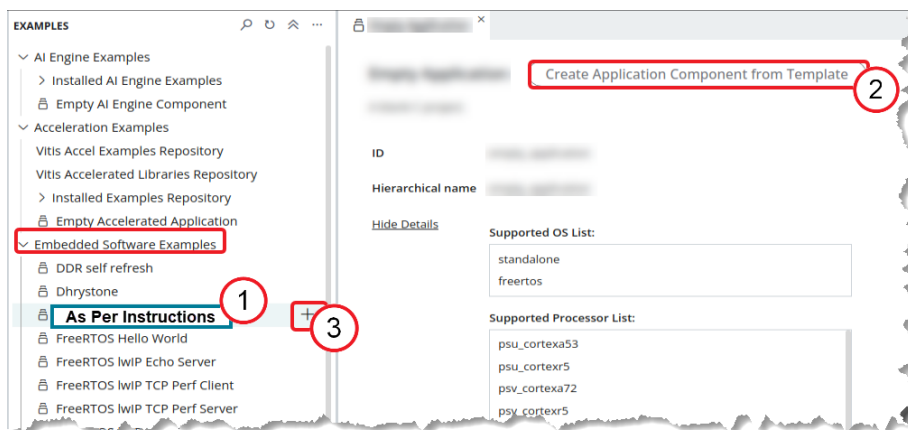 EXAMPLES
AI Engine Examples
Installed AI Engine Examples
Empty AI Engine Component
Acceleration Examples
Vitis Accel Examples Repository
Vitis Accelerated Libraries Repository
Installed Examples Repository
Empty Accelerated Application
Embedded Software Examples
DDR self refresh
Dhrystone
1
As Per Instructions
3
FreeRTOS Hello World
FreeRTOS lwIP Echo Server
FreeRTOS lwIP TCP Perf Client
FreeRTOS lwIP TCP Perf Server
Create Application Component from Template
2
ID
Hierarchical name
Hide Details
Supported OS List:
standalone
freertos
Supported Processor List:
psu_cortexa53
psu_cortexr5
psv_cortexa72
psv_cortexr5